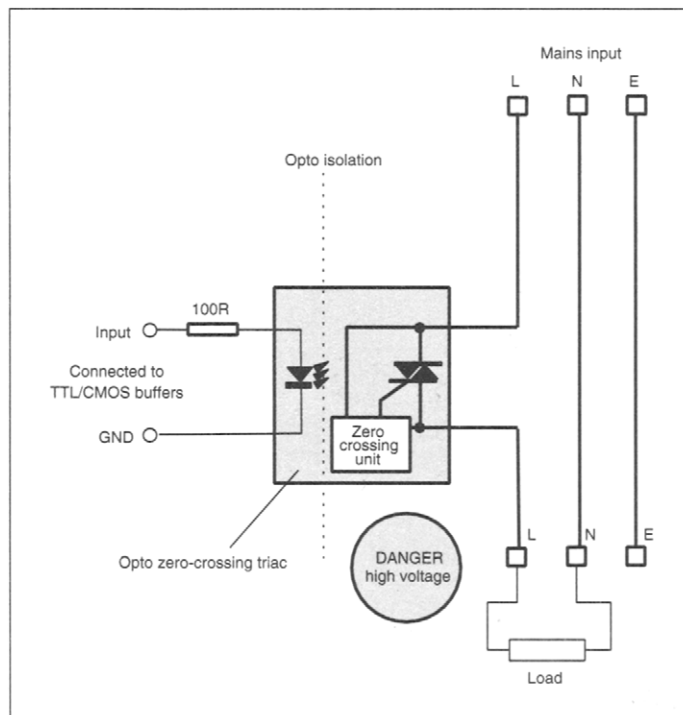 Mains input
L N E
Opto isolation
100R
Input
Connected to
TTL/CMOS buffers
GND
Zero
crossing
unit
L N E
Opto zero-crossing triac
DANGER
high voltage
Load